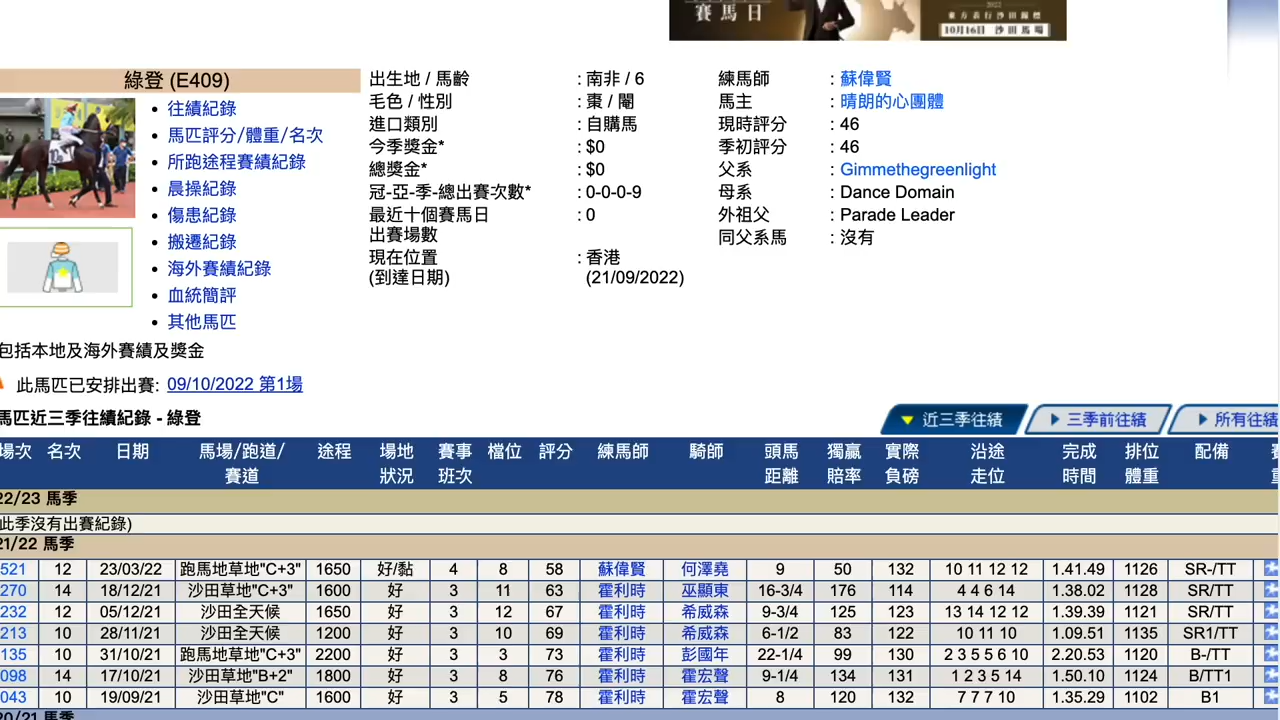 2022
賽馬日
東方表行沙田錦標
10月16日 沙田馬場
綠登 (E409)
往績紀錄
馬匹評分/體重/名次
所跑途程賽績紀錄
晨操紀錄
傷患紀錄
搬遷紀錄
海外賽績紀錄
血統簡評
其他馬匹
出生地 / 馬齡 : 南非 / 6
毛色 / 性別 : 棗 / 閹
進口類別 : 自購馬
今季獎金* : $0
總獎金* : $0
冠-亞-季-總出賽次數* : 0-0-0-9
最近十個賽馬日 : 0
出賽場數
現在位置 : 香港
(到達日期) (21/09/2022)
練馬師 : 蘇偉賢
馬主 : 晴朗的心團體
現時評分 : 46
季初評分 : 46
父系 : Gimmethegreenlight
母系 : Dance Domain
外祖父 : Parade Leader
同父系馬 : 沒有
包括本地及海外賽績及獎金
此馬匹已安排出賽: 09/10/2022 第1場
馬匹近三季往績紀錄 - 綠登
近三季往績 三季前往績 所有往績
場次 名次 日期 馬場/跑道/ 途程 場地 賽事 檔位 評分 練馬師 騎師 頭馬 獨贏 實際 沿途 完成 排位 配備
賽道 狀況 班次 距離 賠率 負磅 走位 時間 體重
22/23 馬季
(此季沒有出賽紀錄)
21/22 馬季
521 12 23/03/22 跑馬地草地"C+3" 1650 好/黏 4 8 58 蘇偉賢 何澤堯 9 50 132 10 11 12 12 1.41.49 1126 SR-/TT
270 14 18/12/21 沙田草地"C+3" 1600 好 3 11 63 霍利時 巫顯東 16-3/4 176 114 4 4 6 14 1.38.02 1128 SR/TT
232 12 05/12/21 沙田全天候 1650 好 3 12 67 霍利時 希威森 9-3/4 125 123 13 14 12 12 1.39.39 1121 SR/TT
213 10 28/11/21 沙田全天候 1200 好 3 10 69 霍利時 希威森 6-1/2 83 122 10 11 10 1.09.51 1135 SR1/TT
135 10 31/10/21 跑馬地草地"C+3" 2200 好 3 3 73 霍利時 彭國年 22-1/4 99 130 2 3 5 5 6 10 2.20.53 1120 B-/TT
098 14 17/10/21 沙田草地"B+2" 1800 好 3 8 76 霍利時 霍宏聲 9-1/4 134 131 1 2 3 5 14 1.50.10 1124 B/TT1
043 10 19/09/21 沙田草地"C" 1600 好 3 5 78 霍利時 霍宏聲 8 120 132 7 7 7 10 1.35.29 1102 B1
20/21 馬季